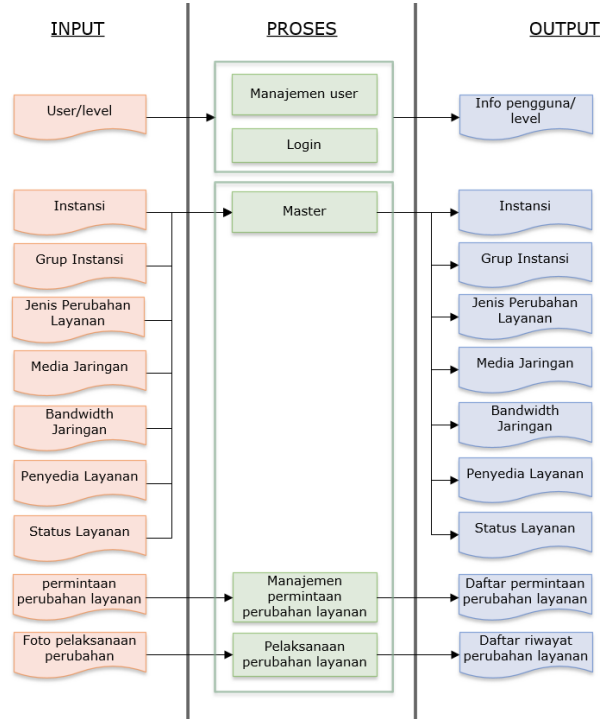 INPUT
PROSES
OUTPUT
User/level
Manajemen user
Login
Info pengguna/
level
Instansi
Master
Instansi
Grup Instansi
Grup Instansi
Jenis Perubahan
Layanan
Jenis Perubahan
Layanan
Media Jaringan
Media Jaringan
Bandwidth
Jaringan
Bandwidth
Jaringan
Penyedia Layanan
Penyedia Layanan
Status Layanan
Status Layanan
permintaan
perubahan layanan
Manajemen
permintaan
perubahan layanan
Daftar permintaan
perubahan layanan
Foto pelaksanaan
perubahan
Pelaksanaan
perubahan layanan
Daftar riwayat
perubahan layanan